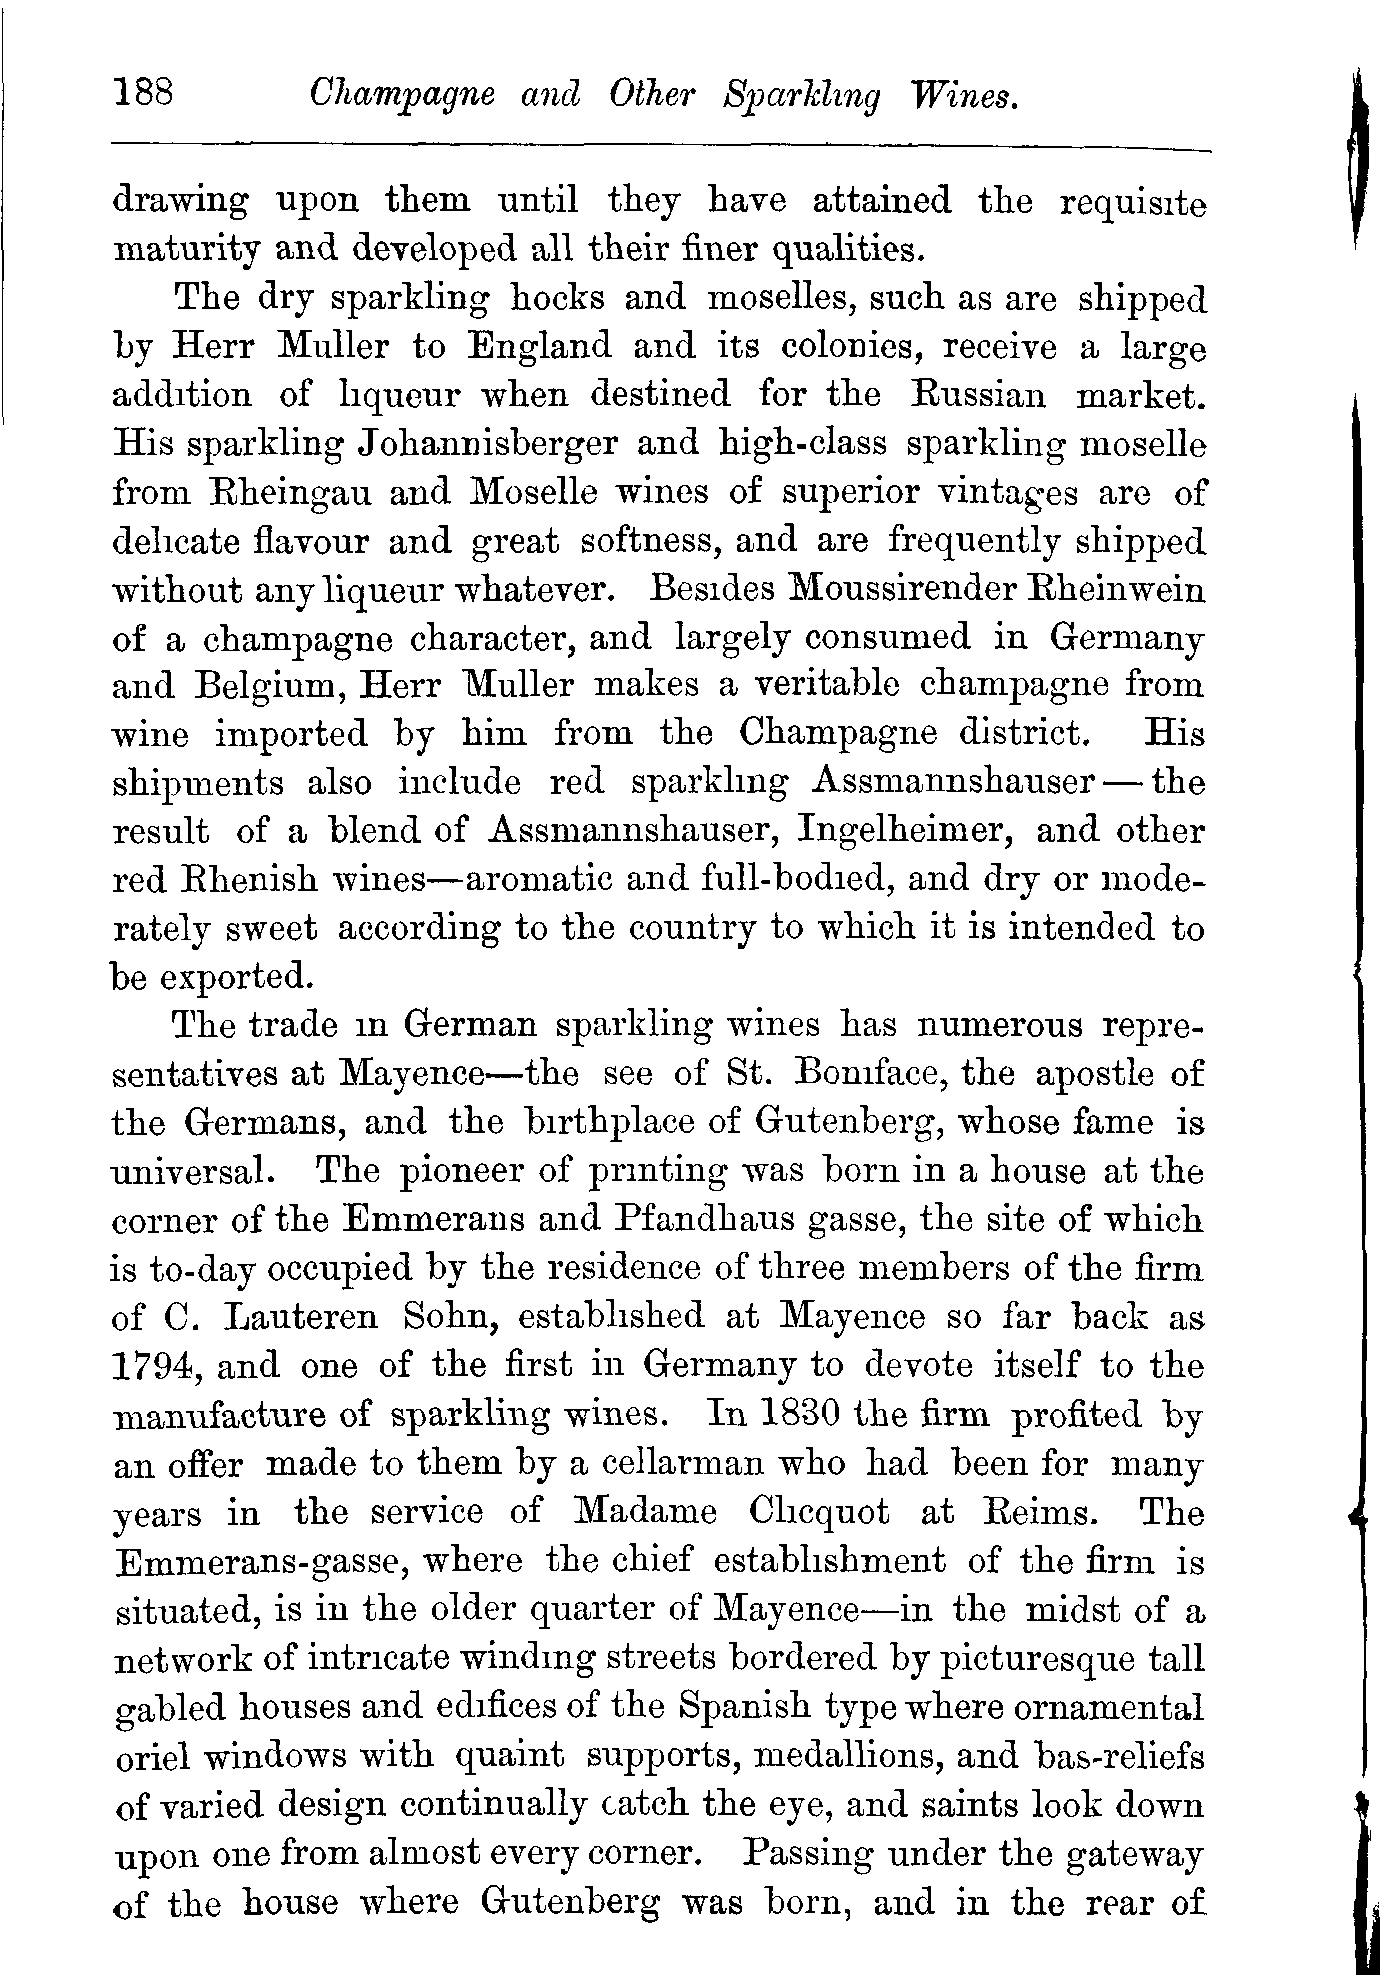 188 Champagne and Other Sparkling Wines.
drawing upon them until they have attained the requisite
maturity and developed all their finer qualities.
The dry sparkling hocks and moselles, such as are shipped
by Herr Muller to England and its colonies, receive a large
addition of liqueur when destined for the Russian market.
His sparkling Johannisberger and high-class sparkling moselle
from Rheingau and Moselle wines of superior vintages are of
delicate flavour and great softness, and are frequently shipped
without any liqueur whatever. Besides Moussirender Rheinwein
of a champagne character, and largely consumed in Germany
and Belgium, Herr Muller makes a veritable champagne from
wine imported by him from the Champagne district. His
shipments also include red sparkling Assmannshauser — the
result of a blend of Assmannshauser, Ingelheimer, and other
red Rhenish wines—aromatic and full-bodied, and dry or mode-
rately sweet according to the country to which it is intended to
be exported.
The trade in German sparkling wines has numerous repre-
sentatives at Mayence—the see of St. Boniface, the apostle of
the Germans, and the birthplace of Gutenberg, whose fame is
universal. The pioneer of printing was born in a house at the
corner of the Emmerans and Pfandhaus gasse, the site of which
is to-day occupied by the residence of three members of the firm
of C. Lauteren Sohn, established at Mayence so far back as
1794, and one of the first in Germany to devote itself to the
manufacture of sparkling wines. In 1830 the firm profited by
an offer made to them by a cellarman who had been for many
years in the service of Madame Clicquot at Reims. The
Emmerans-gasse, where the chief establishment of the firm is
situated, is in the older quarter of Mayence—in the midst of a
network of intricate winding streets bordered by picturesque tall
gabled houses and edifices of the Spanish type where ornamental
oriel windows with quaint supports, medallions, and bas-reliefs
of varied design continually catch the eye, and saints look down
upon one from almost every corner. Passing under the gateway
of the house where Gutenberg was born, and in the rear of